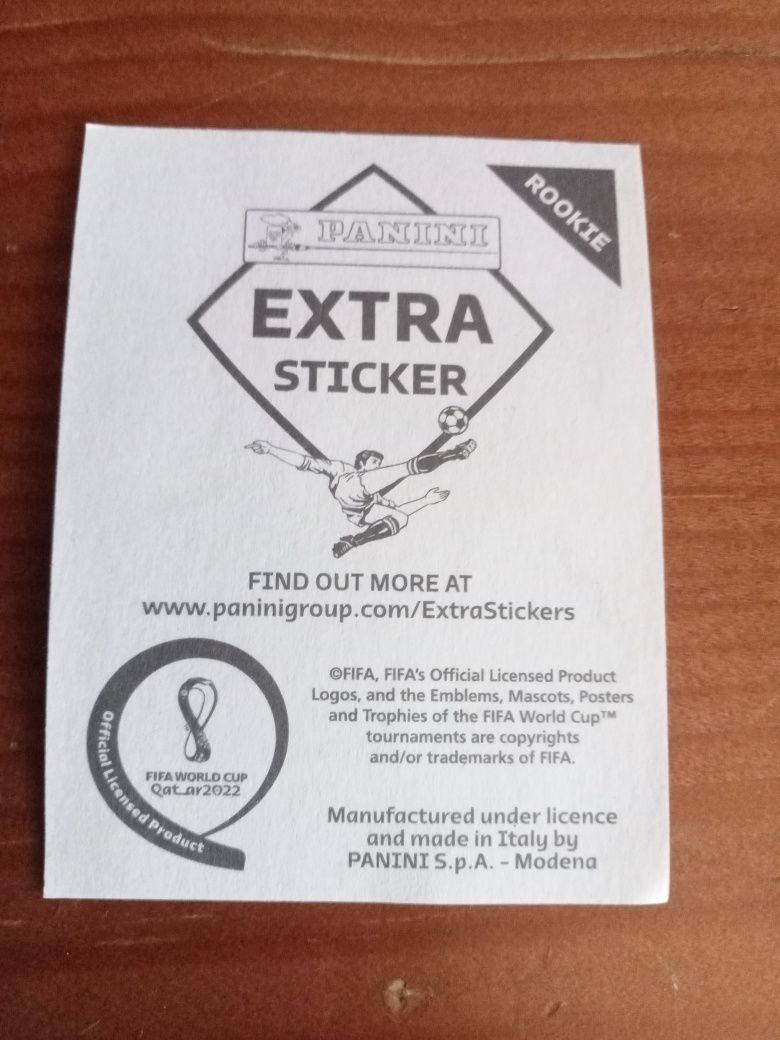 ROOKIE
PANINI
EXTRA
STICKER
FIND OUT MORE AT
www.paninigroup.com/ExtraStickers
©FIFA, FIFA's Official Licensed Product
Logos, and the Emblems, Mascots, Posters
and Trophies of the FIFA World Cup™
tournaments are copyrights
and/or trademarks of FIFA.
FIFA WORLD CUP
Qatar2022
Official Licensed Product
Manufactured under licence
and made in Italy by
PANINI S.p.A. - Modena